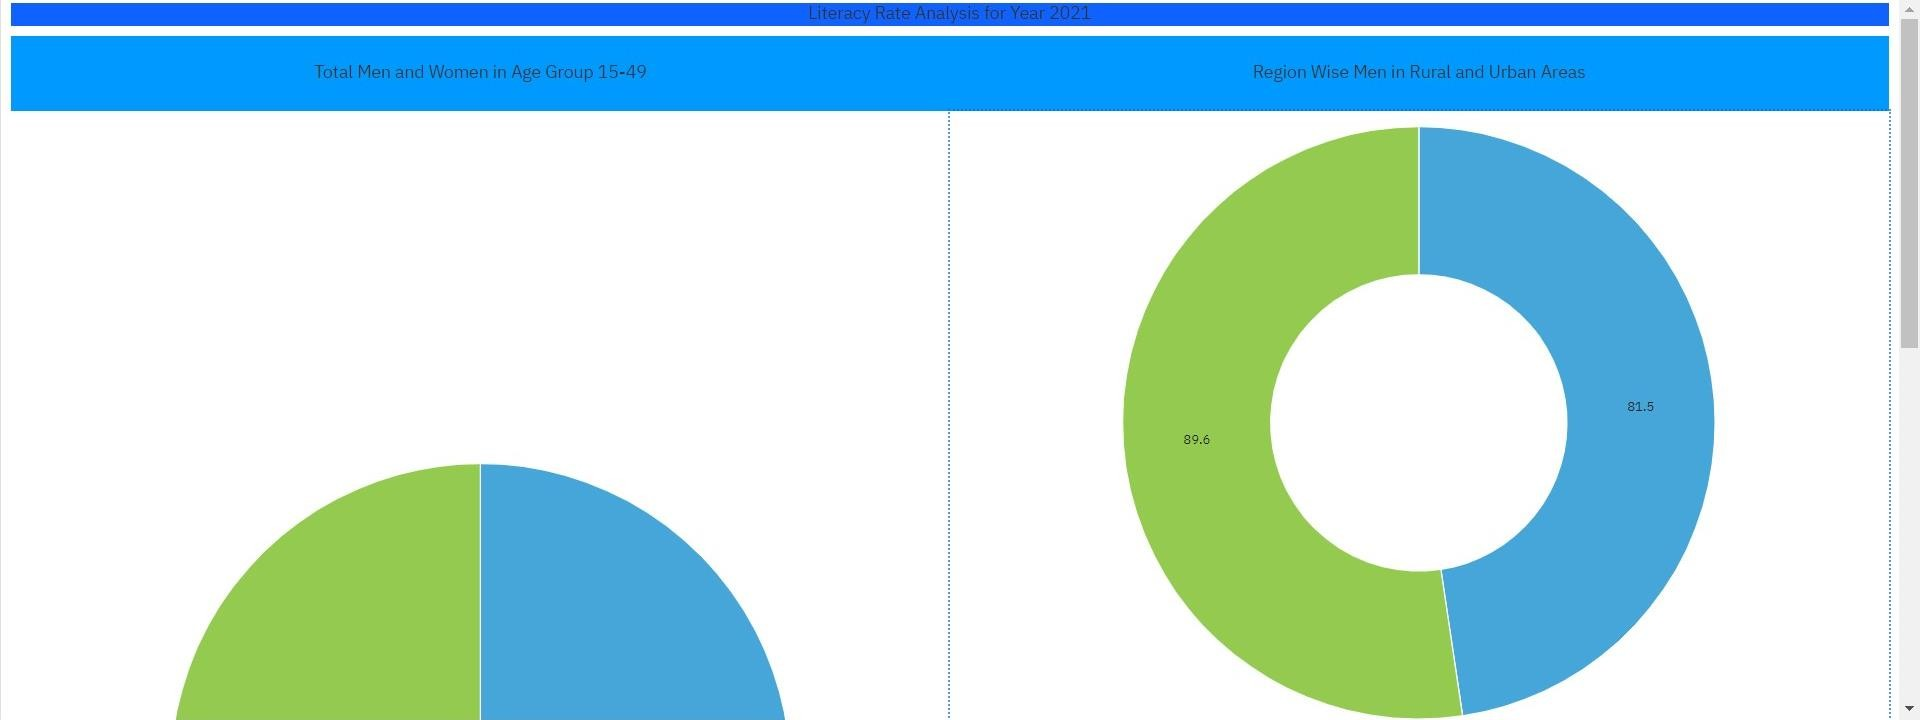 Literacy Rate Analysis for Year 2021
Total Men and Women in Age Group 15-49
Region Wise Men in Rural and Urban Areas
81.5
89.6